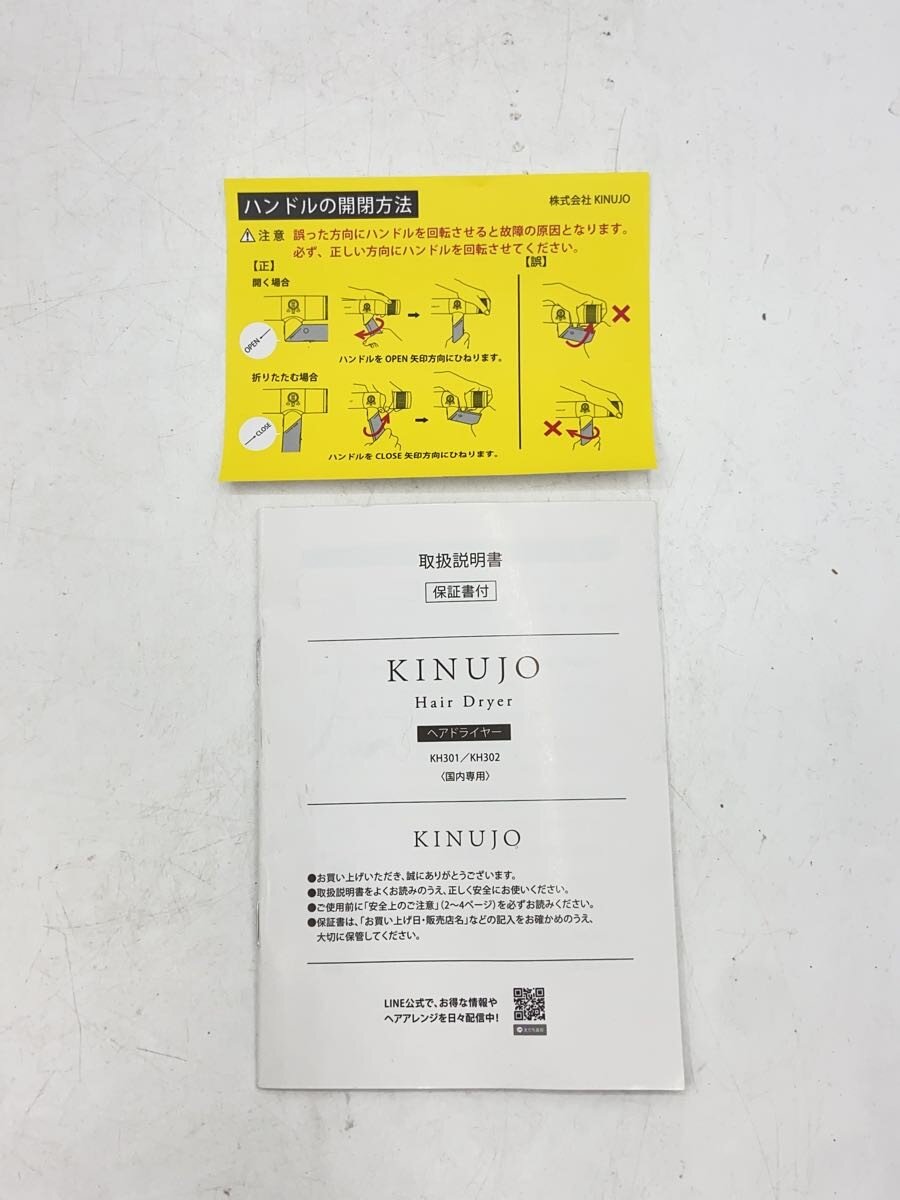 ハンドルの開閉方法
株式会社 KINUJO
注意 誤った方向にハンドルを回転させると故障の原因となります。
必ず、正しい方向にハンドルを回転させてください。
【正】
【誤】
開く場合
OPEN
ハンドルを OPEN 矢印方向にひねります。
折りたたむ場合
CLOSE
ハンドルを CLOSE 矢印方向にひねります。
取扱説明書
保証書付
KINUJO
Hair Dryer
ヘアドライヤー
KH301／KH302
〈国内専用〉
KINUJO
●お買い上げいただき、誠にありがとうございます。
●取扱説明書をよくお読みのうえ、正しく安全にお使いください。
●ご使用前に「安全上のご注意」（2〜4ページ）を必ずお読みください。
●保証書は、「お買い上げ日・販売店名」などの記入をお確かめのうえ、
大切に保管してください。
LINE公式で、お得な情報や
ヘアアレンジを日々配信中！
友だち追加